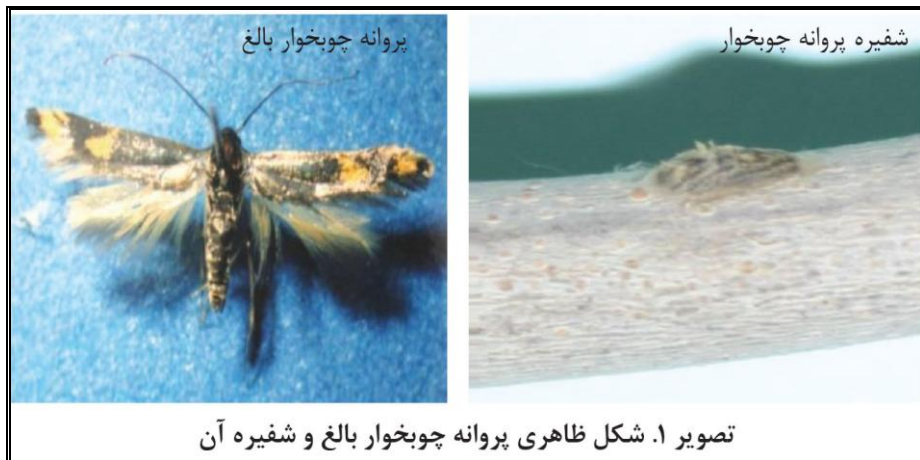 شفیره پروانه چوبخوار
پروانه چوبخوار بالغ
تصویر ۱. شکل ظاهری پروانه چوبخوار بالغ و شفیره آن